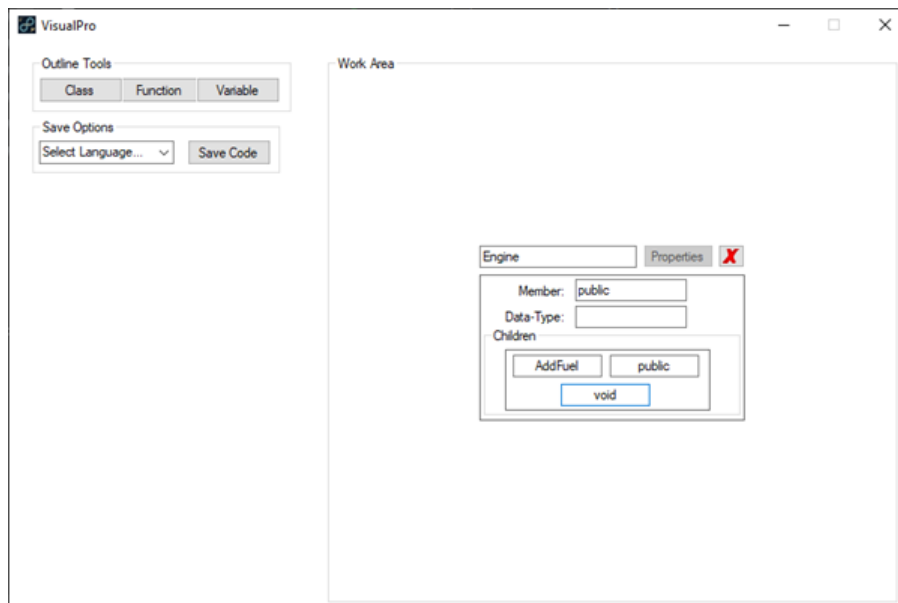 VisualPro
Outline Tools
Class Function Variable
Save Options
Select Language... Save Code
Work Area
Engine Properties X
Member: public
Data-Type:
Children
AddFuel public
void